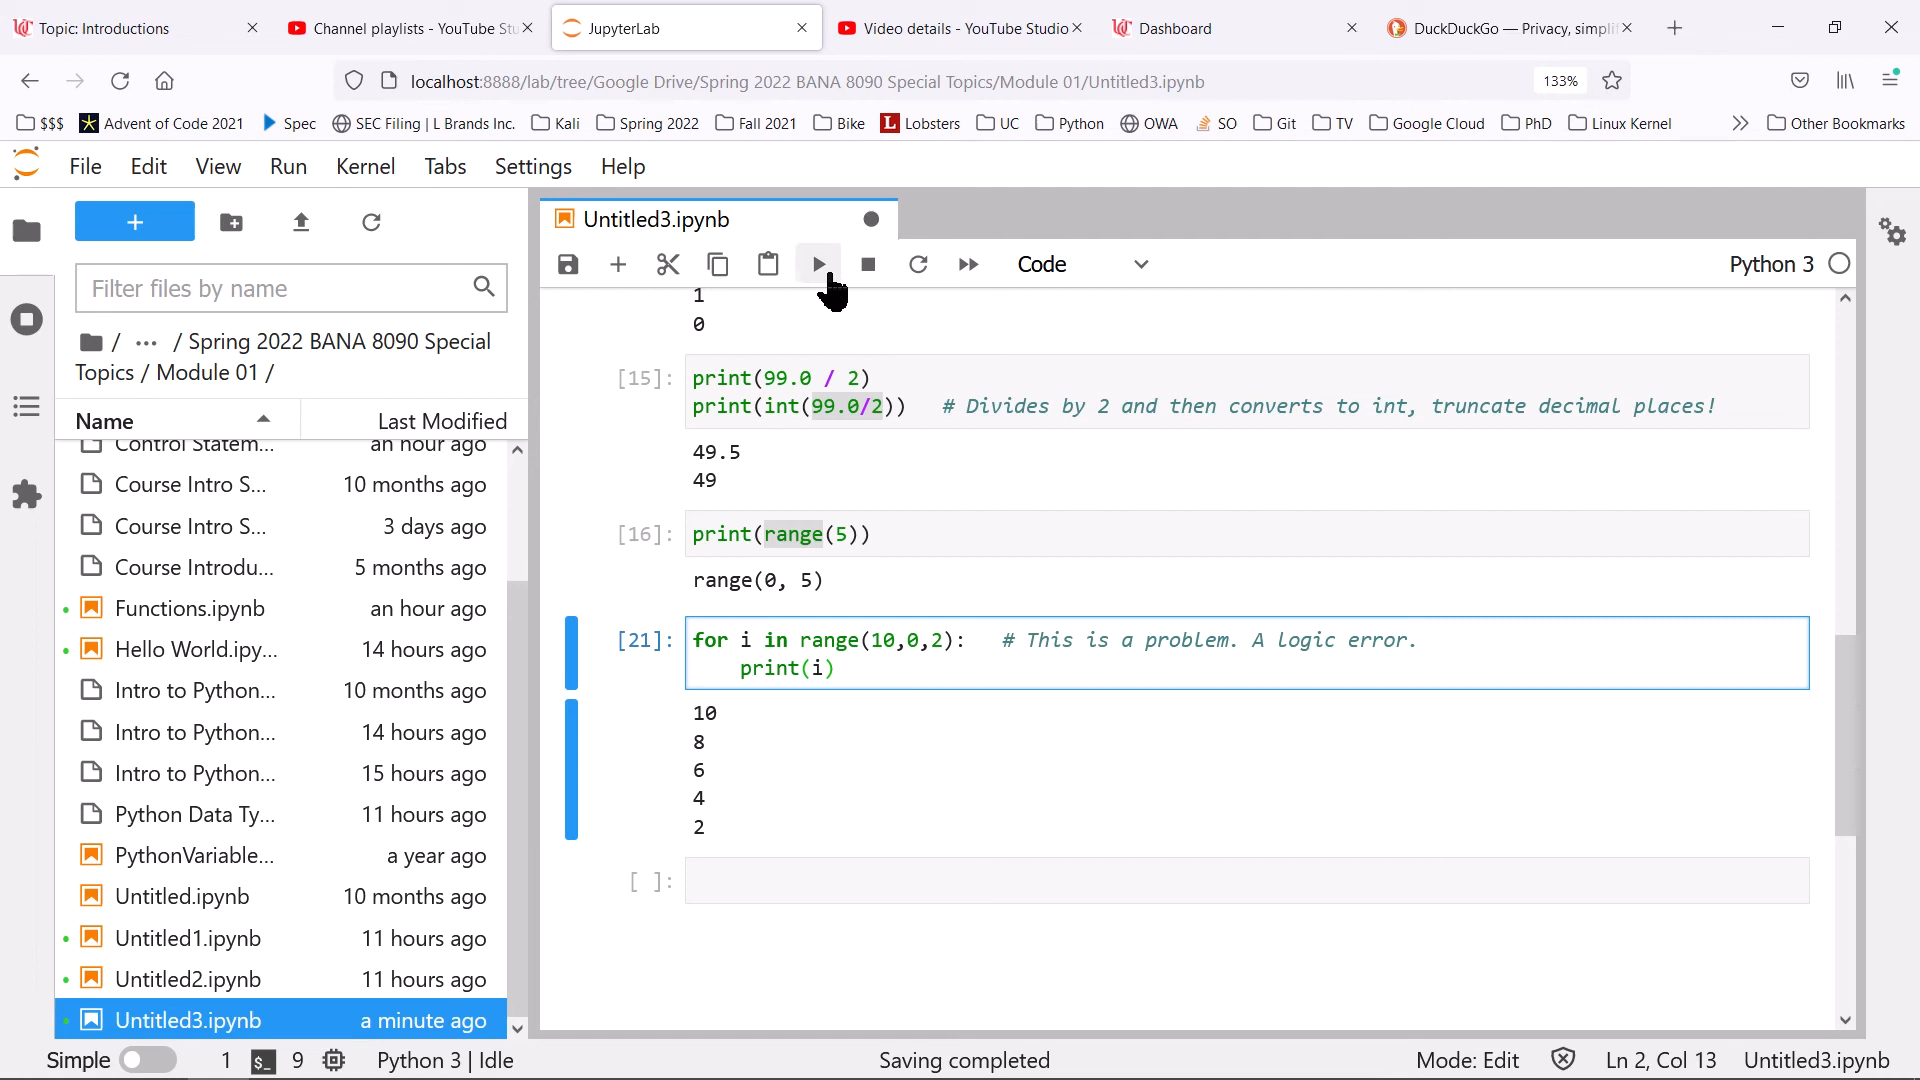 Topic: Introductions
Channel playlists - YouTube Stu
JupyterLab
Video details - YouTube Studio
Dashboard
DuckDuckGo — Privacy, simplif
localhost:8888/lab/tree/Google Drive/Spring 2022 BANA 8090 Special Topics/Module 01/Untitled3.ipynb
133%
$$$
Advent of Code 2021
Spec
SEC Filing | L Brands Inc.
Kali
Spring 2022
Fall 2021
Bike
L Lobsters
UC
Python
OWA
SO
Git
TV
Google Cloud
PhD
Linux Kernel
Other Bookmarks
File
Edit
View
Run
Kernel
Tabs
Settings
Help
Filter files by name
/ ··· / Spring 2022 BANA 8090 Special
Topics / Module 01 /
Name
Last Modified
Control Statem... an hour ago
Course Intro S... 10 months ago
Course Intro S... 3 days ago
Course Introdu... 5 months ago
Functions.ipynb an hour ago
Hello World.ipy... 14 hours ago
Intro to Python... 10 months ago
Intro to Python... 14 hours ago
Intro to Python... 15 hours ago
Python Data Ty... 11 hours ago
PythonVariable... a year ago
Untitled.ipynb 10 months ago
Untitled1.ipynb 11 hours ago
Untitled2.ipynb 11 hours ago
Untitled3.ipynb a minute ago
Untitled3.ipynb
Code
Python 3
1
0
[15]: print(99.0 / 2)
print(int(99.0/2)) # Divides by 2 and then converts to int, truncate decimal places!
49.5
49
[16]: print(range(5))
range(0, 5)
[21]: for i in range(10,0,2): # This is a problem. A logic error.
print(i)
10
8
6
4
2
[ ]:
Simple
1
$_
9
Python 3 | Idle
Saving completed
Mode: Edit
Ln 2, Col 13
Untitled3.ipynb